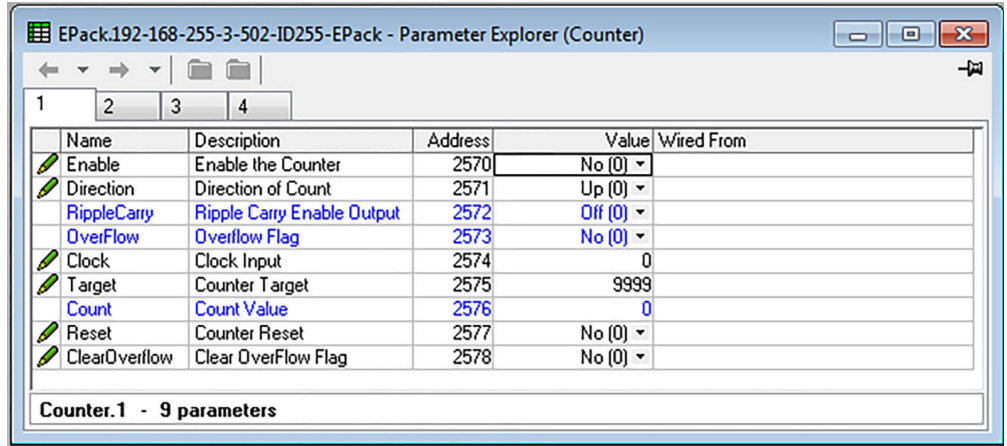 EPack.192-168-255-3-502-ID255-EPack - Parameter Explorer (Counter)
1 2 3 4
Name Description Address Value Wired From
Enable Enable the Counter 2570 No (0)
Direction Direction of Count 2571 Up (0)
RippleCarry Ripple Carry Enable Output 2572 Off (0)
OverFlow Overflow Flag 2573 No (0)
Clock Clock Input 2574 0
Target Counter Target 2575 9999
Count Count Value 2576 0
Reset Counter Reset 2577 No (0)
ClearOverflow Clear OverFlow Flag 2578 No (0)
Counter.1 - 9 parameters